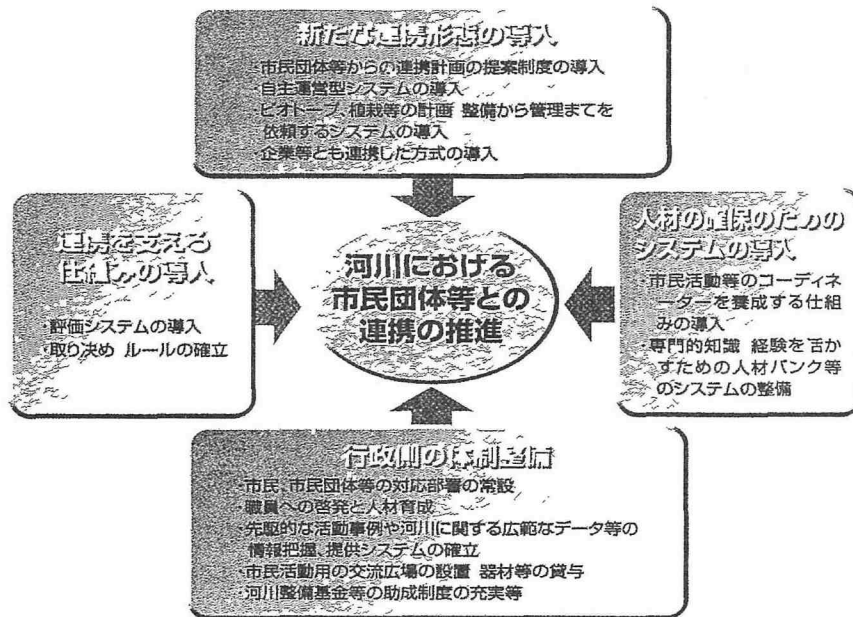 新たな連携形態の導入
・市民団体等からの連携計画の提案制度の導入
・自主運営型システムの導入
・ビオトープ、植栽等の計画 整備から管理までを
依頼するシステムの導入
・企業等とも連携した方式の導入
連携を支える
仕組みの導入
・評価システムの導入
・取り決め ルールの確立
河川における
市民団体等との
連携の推進
人材の確保のための
システムの導入
・市民活動等のコーディネ
ーターを養成する仕組
みの導入
・専門的知識 経験を活か
すための人材バンク等
のシステムの整備
行政側の体制整備
・市民、市民団体等の対応部署の常設
・職員への啓発と人材育成
・先駆的な活動事例や河川に関する広範なデータ等の
情報把握、提供システムの確立
・市民活動用の交流広場の設置 器材等の貸与
・河川整備基金等の助成制度の充実等